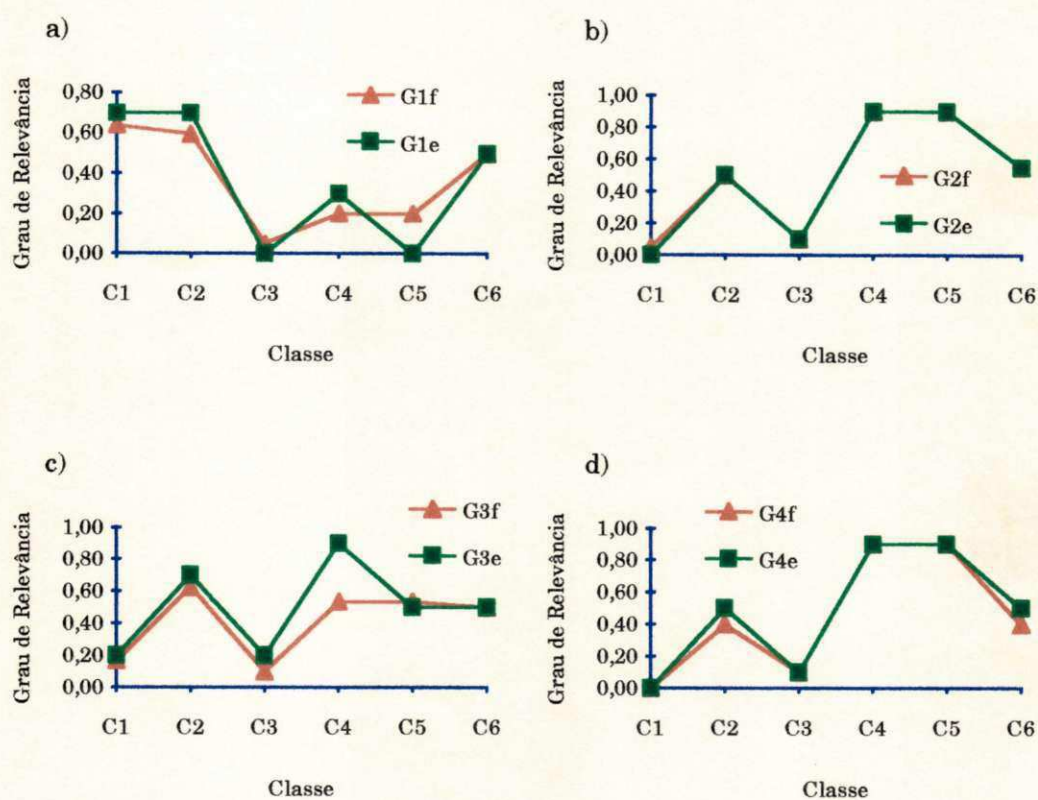 a)
Grau de Relevância
0,80
0,60
0,40
0,20
0,00
G1f
G1e
C1 C2 C3 C4 C5 C6
Classe
b)
Grau de Relevância
1,00
0,80
0,60
0,40
0,20
0,00
G2f
G2e
C1 C2 C3 C4 C5 C6
Classe
c)
Grau de Relevância
1,00
0,80
0,60
0,40
0,20
0,00
G3f
G3e
C1 C2 C3 C4 C5 C6
Classe
d)
Grau de Relevância
1,00
0,80
0,60
0,40
0,20
0,00
G4f
G4e
C1 C2 C3 C4 C5 C6
Classe